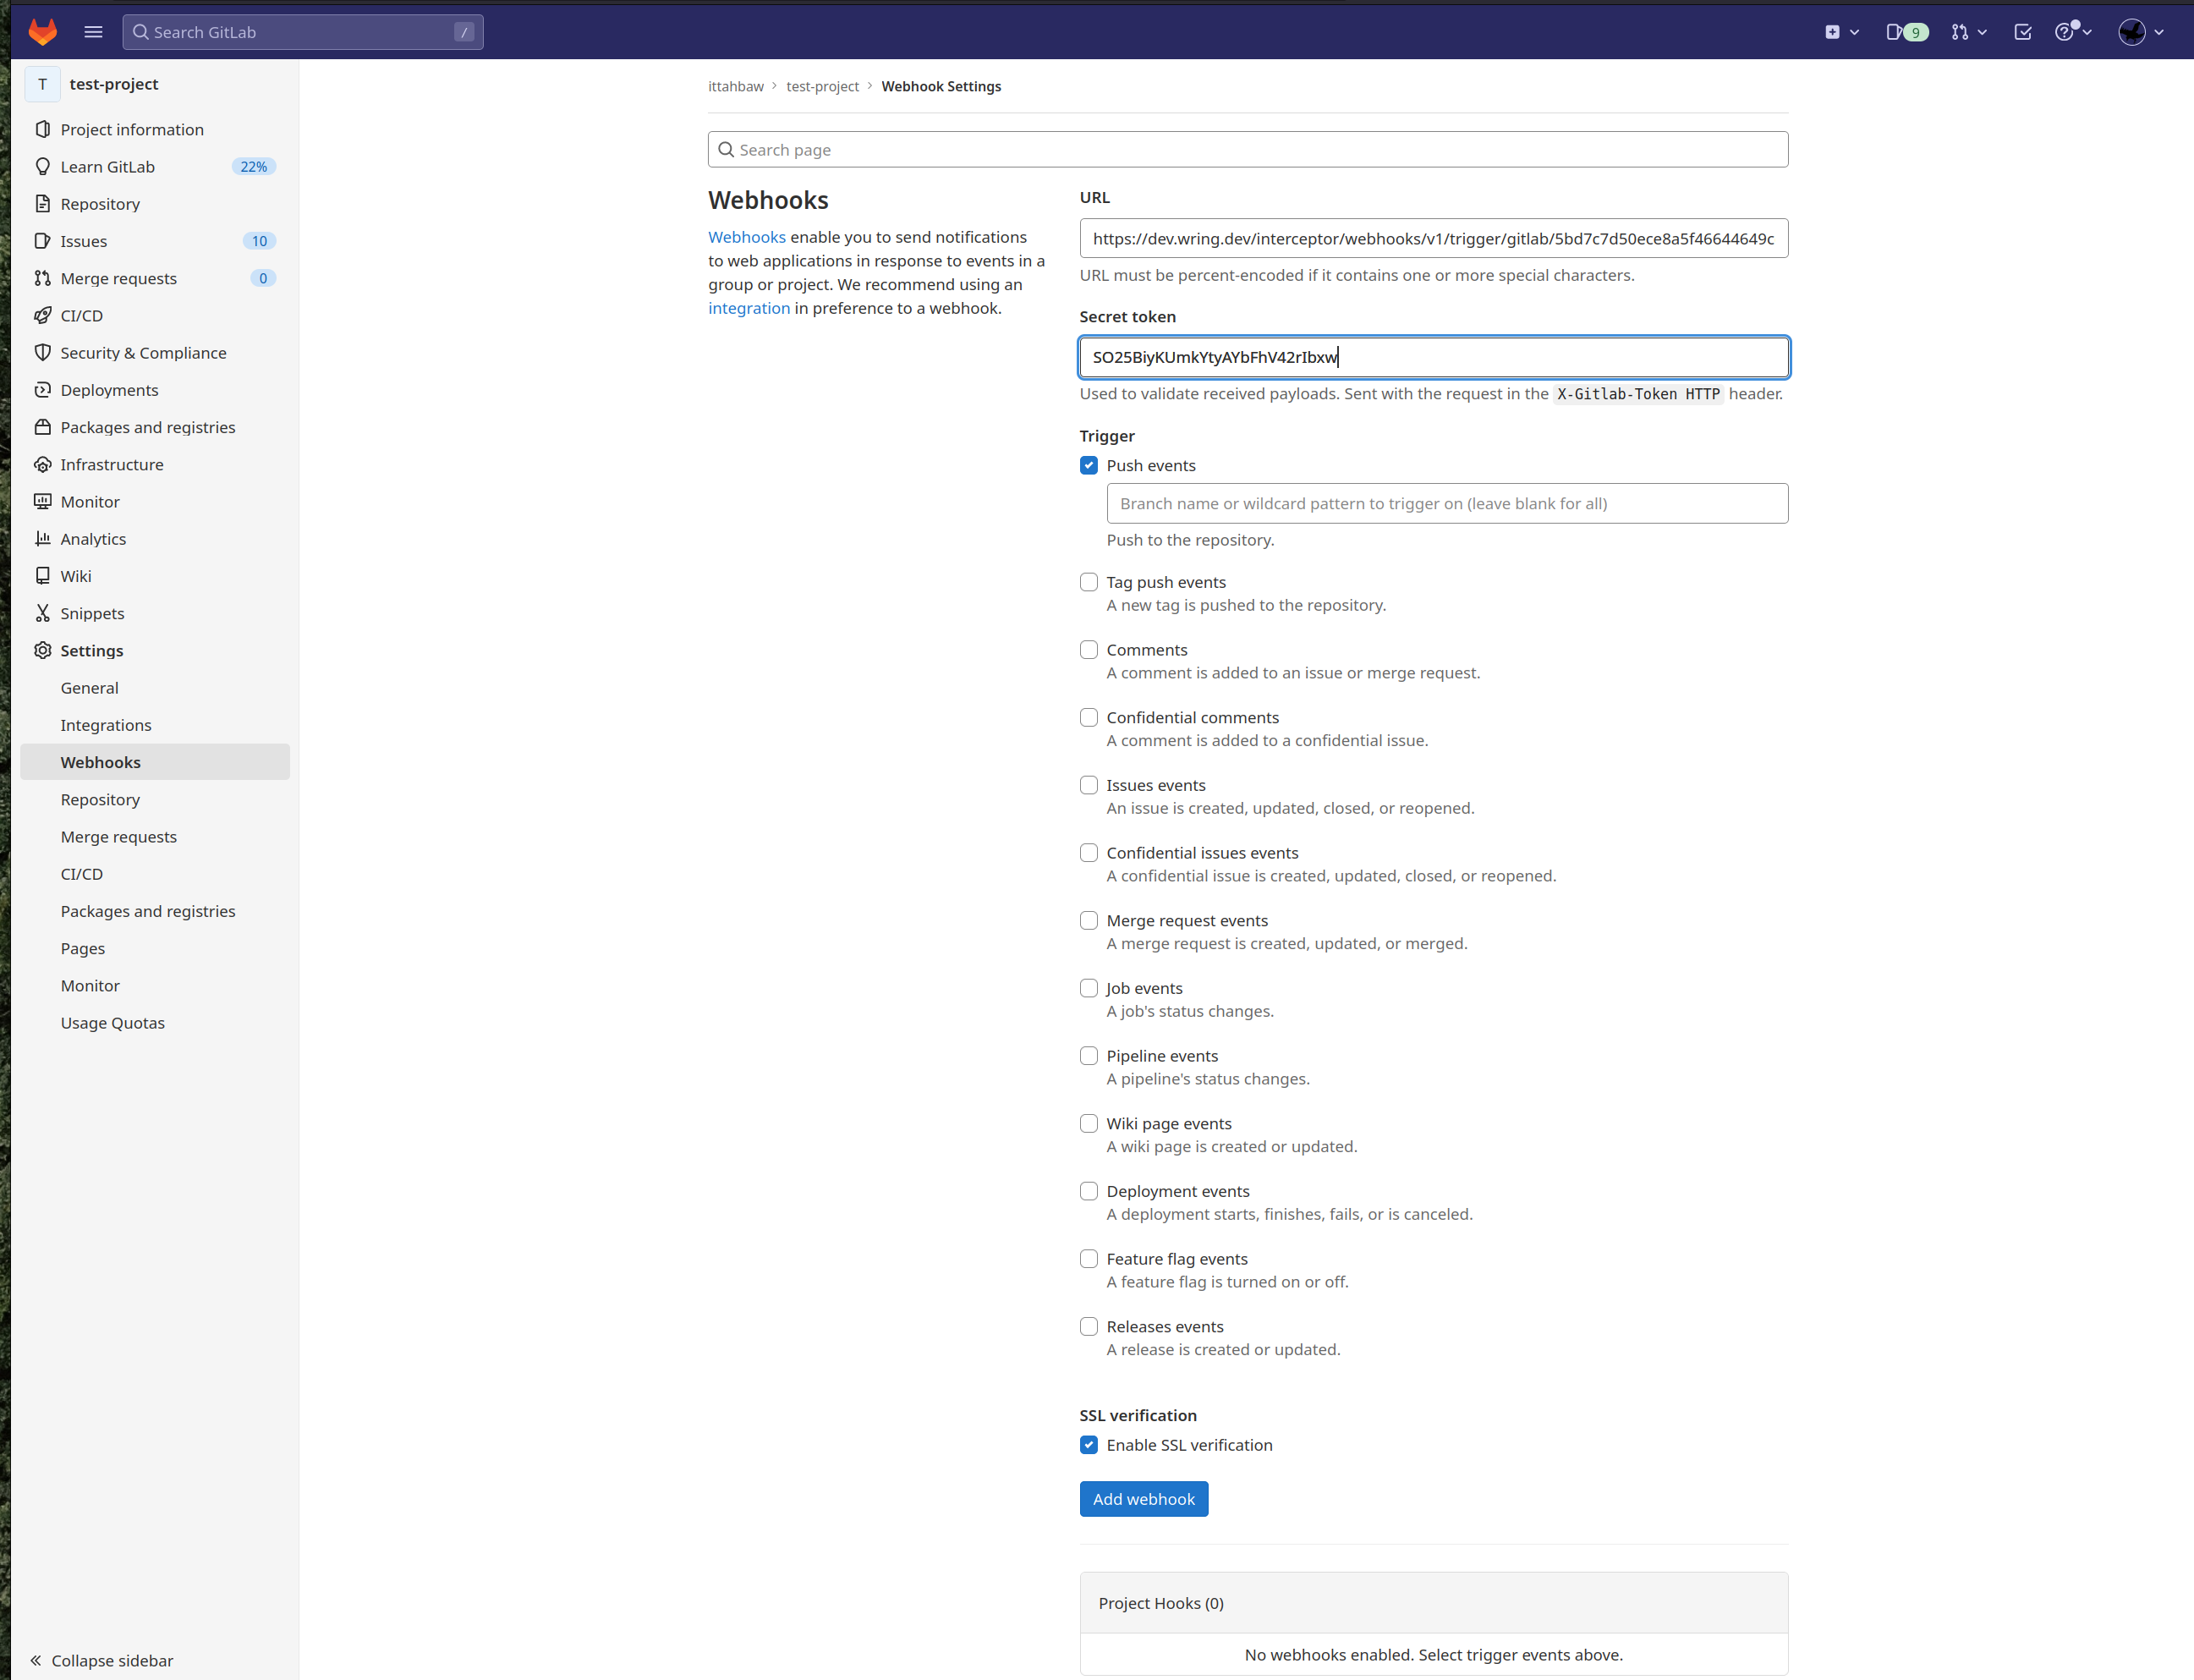 Search GitLab
/
9
T
test-project
Project information
Learn GitLab 22%
Repository
Issues 10
Merge requests 0
CI/CD
Security & Compliance
Deployments
Packages and registries
Infrastructure
Monitor
Analytics
Wiki
Snippets
Settings
General
Integrations
Webhooks
Repository
Merge requests
CI/CD
Packages and registries
Pages
Monitor
Usage Quotas
Collapse sidebar
ittahbaw > test-project > Webhook Settings
Search page
Webhooks
Webhooks enable you to send notifications
to web applications in response to events in a
group or project. We recommend using an
integration in preference to a webhook.
URL
https://dev.wring.dev/interceptor/webhooks/v1/trigger/gitlab/5bd7c7d50ece8a5f46644649c
URL must be percent-encoded if it contains one or more special characters.
Secret token
SO25BiyKUmkYtyAYbFhV42rIbxw
Used to validate received payloads. Sent with the request in the X-Gitlab-Token HTTP header.
Trigger
Push events
Branch name or wildcard pattern to trigger on (leave blank for all)
Push to the repository.
Tag push events
A new tag is pushed to the repository.
Comments
A comment is added to an issue or merge request.
Confidential comments
A comment is added to a confidential issue.
Issues events
An issue is created, updated, closed, or reopened.
Confidential issues events
A confidential issue is created, updated, closed, or reopened.
Merge request events
A merge request is created, updated, or merged.
Job events
A job's status changes.
Pipeline events
A pipeline's status changes.
Wiki page events
A wiki page is created or updated.
Deployment events
A deployment starts, finishes, fails, or is canceled.
Feature flag events
A feature flag is turned on or off.
Releases events
A release is created or updated.
SSL verification
Enable SSL verification
Add webhook
Project Hooks (0)
No webhooks enabled. Select trigger events above.